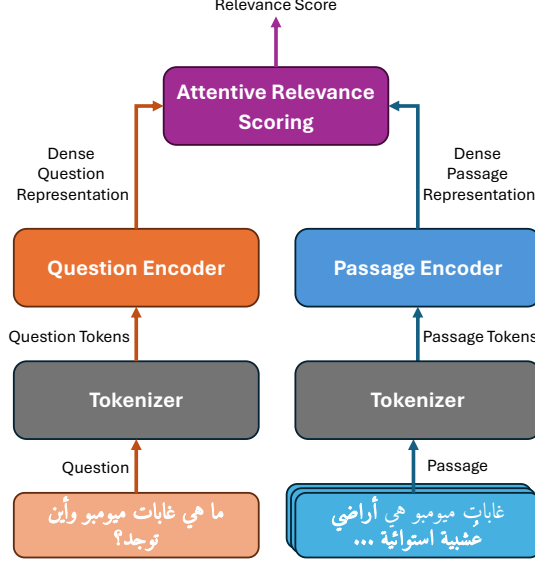 Relevance Score
Attentive Relevance
Scoring
Dense
Question
Representation
Dense
Passage
Representation
Question Encoder
Passage Encoder
Question Tokens
Passage Tokens
Tokenizer
Tokenizer
Question
Passage
ما هي غابات ميومبو وأين
توجد؟
غابات ميومبو هي أراضي
عُشبية استوائية ...